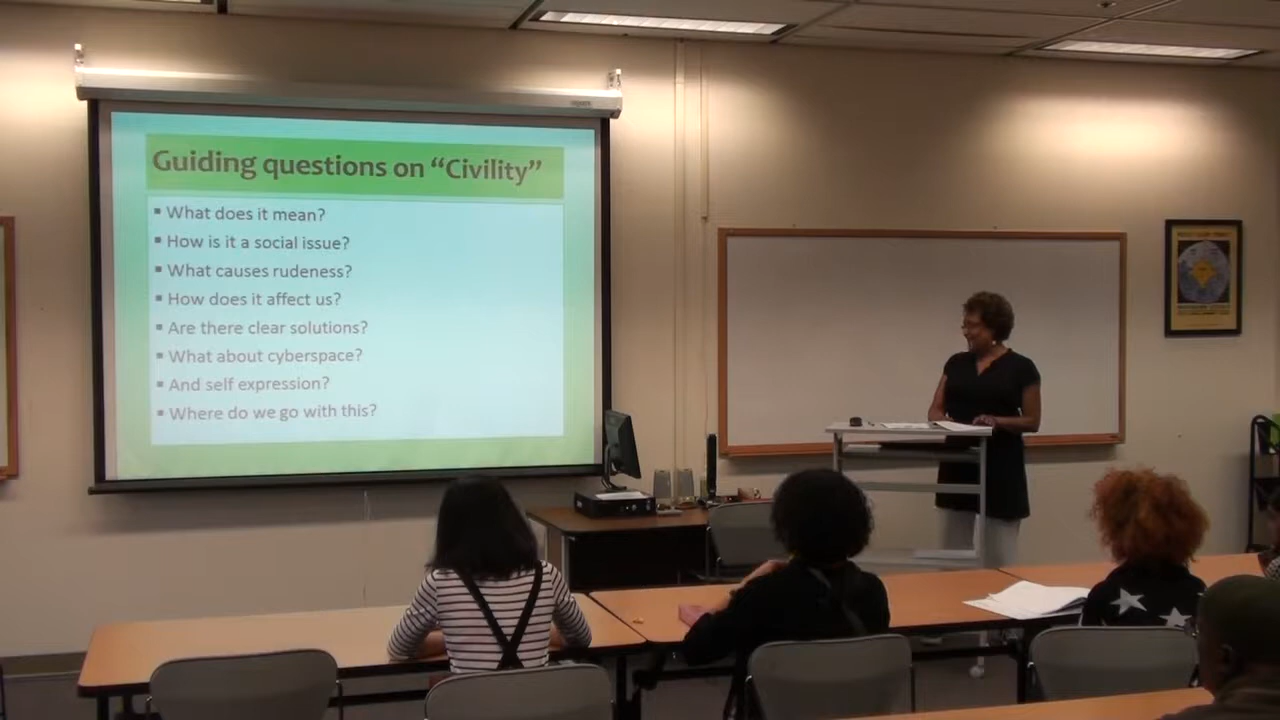 Guiding questions on “Civility”
▪ What does it mean?
▪ How is it a social issue?
▪ What causes rudeness?
▪ How does it affect us?
▪ Are there clear solutions?
▪ What about cyberspace?
▪ And self expression?
▪ Where do we go with this?